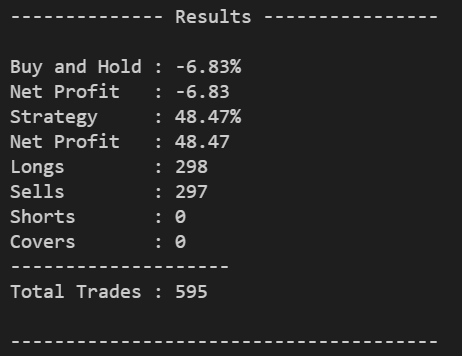 -------------- Results ----------------
Buy and Hold : -6.83%
Net Profit   : -6.83
Strategy     : 48.47%
Net Profit   : 48.47
Longs        : 298
Sells        : 297
Shorts       : 0
Covers       : 0
--------------------
Total Trades : 595
---------------------------------------